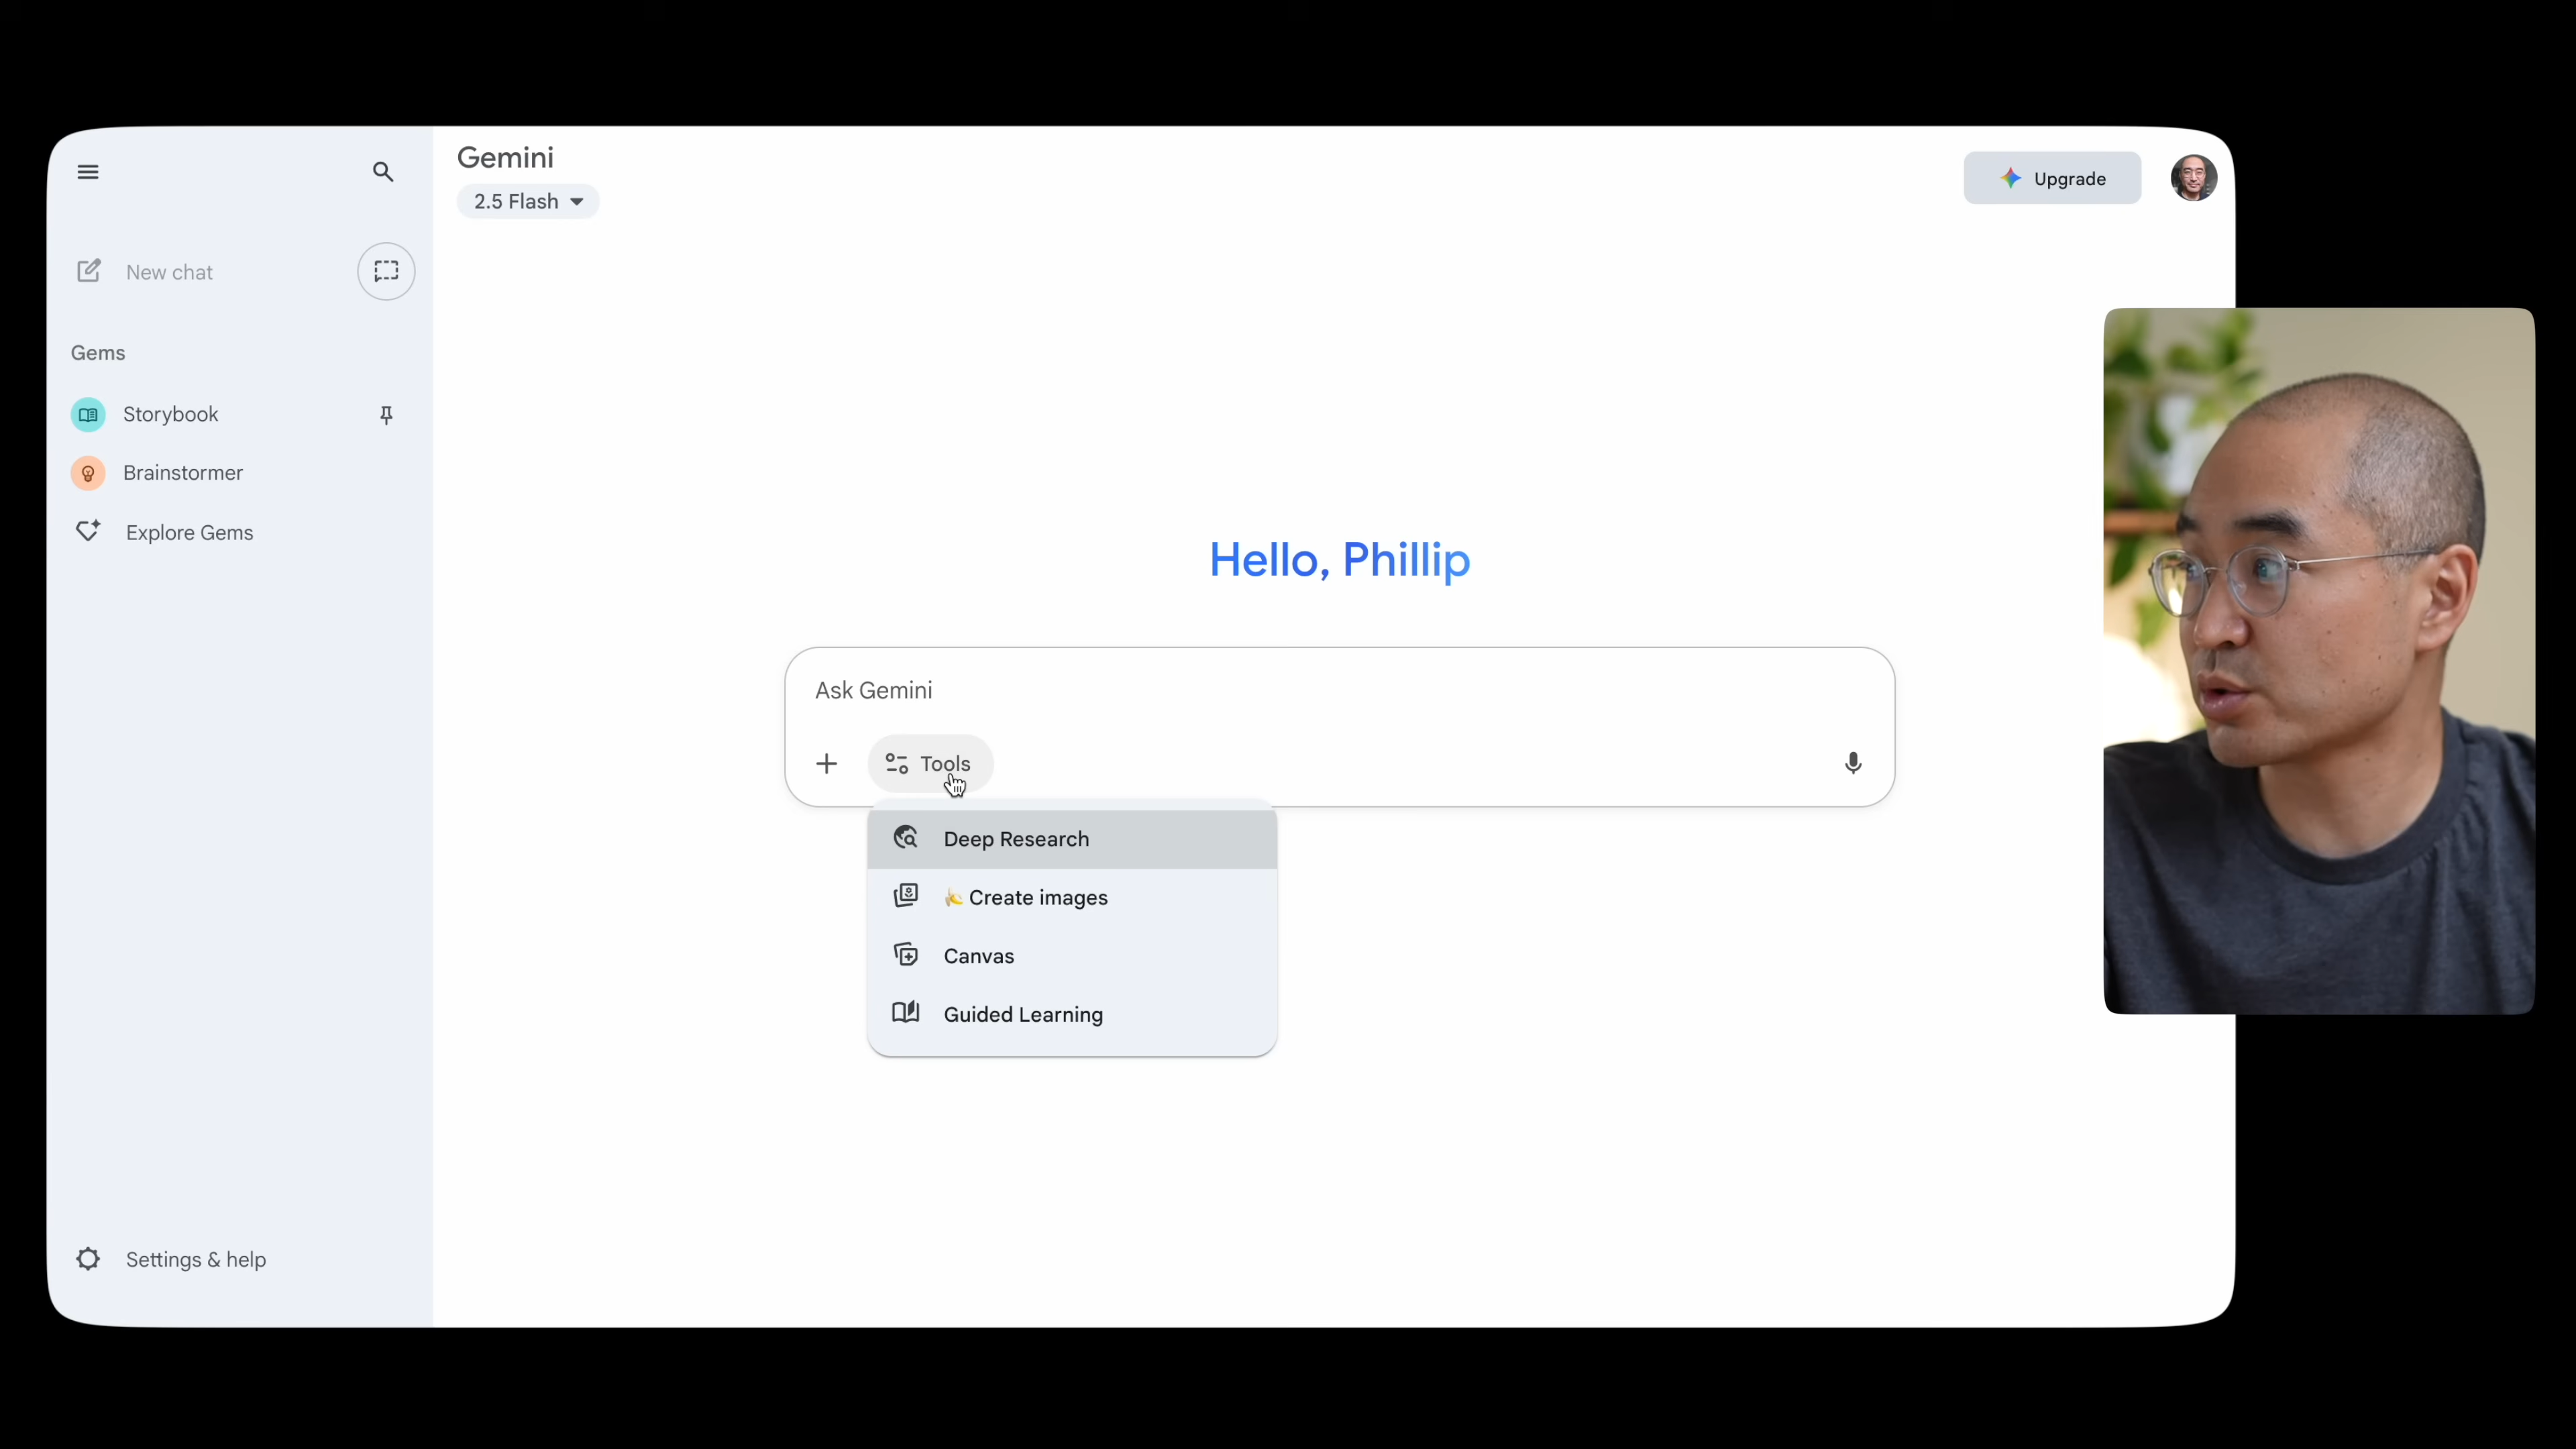 Gemini
2.5 Flash
Upgrade
New chat
Gems
Storybook
Brainstormer
Explore Gems
Hello, Phillip
Ask Gemini
Tools
Deep Research
🍌 Create images
Canvas
Guided Learning
Settings & help